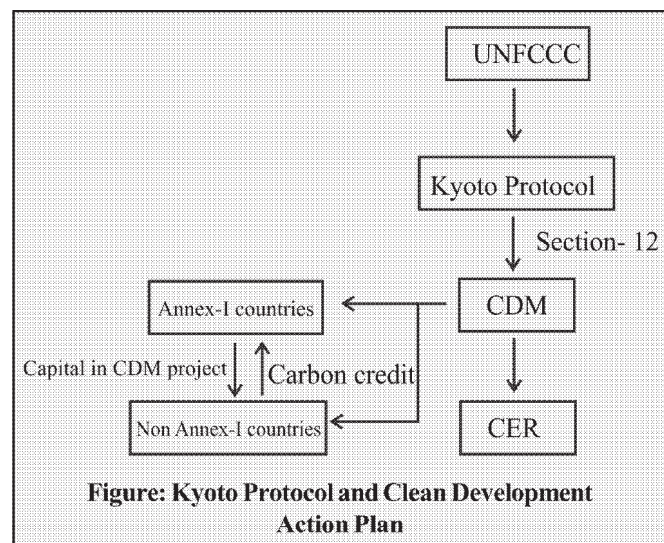 UNFCCC
Kyoto Protocol
Section- 12
Annex-I countries
CDM
Capital in CDM project
Carbon credit
Non Annex-I countries
CER
Figure: Kyoto Protocol and Clean Development
Action Plan